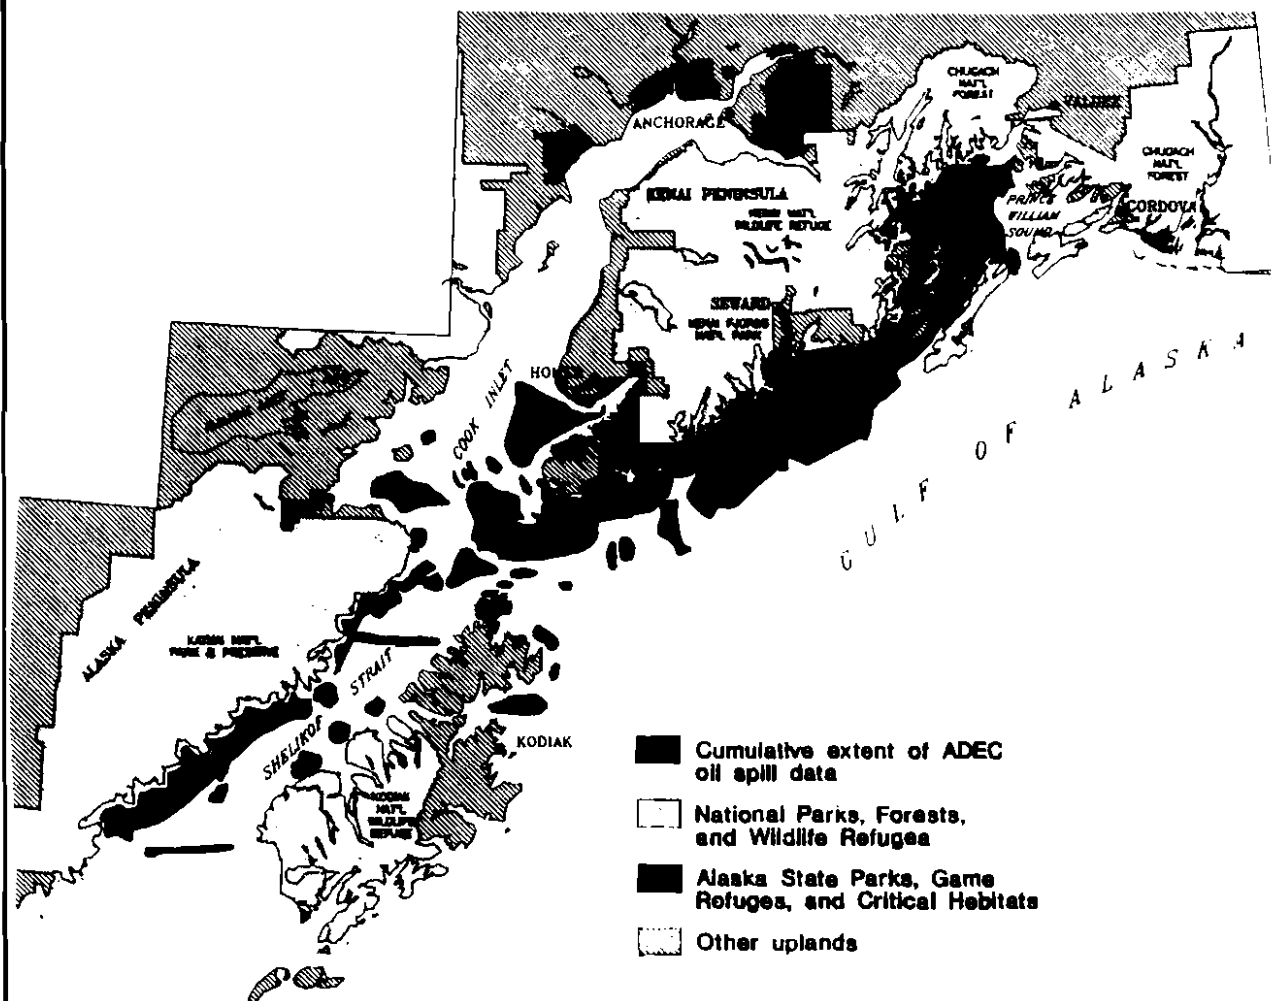 CHUGACH
NAT'L
FOREST
VALDEZ
ANCHORAGE
CHUGACH
NAT'L
FOREST
KENAI PENINSULA
KENAI NAT'L
WILDLIFE REFUGE
PRINCE
WILLIAM
SOUND
CORDOVA
SEWARD
KENAI FJORDS
NAT'L PARK
HOMER
COOK INLET
GULF OF ALASKA
ALASKA PENINSULA
KATMAI NAT'L
PARK & PRESERVE
SHELIKOF STRAIT
KODIAK
KODIAK
NAT'L
WILDLIFE
REFUGE
Cumulative extent of ADEC
oil spill data
National Parks, Forests,
and Wildlife Refugea
Alaska State Parks, Game
Refuges, and Critical Hebitats
Other uplands